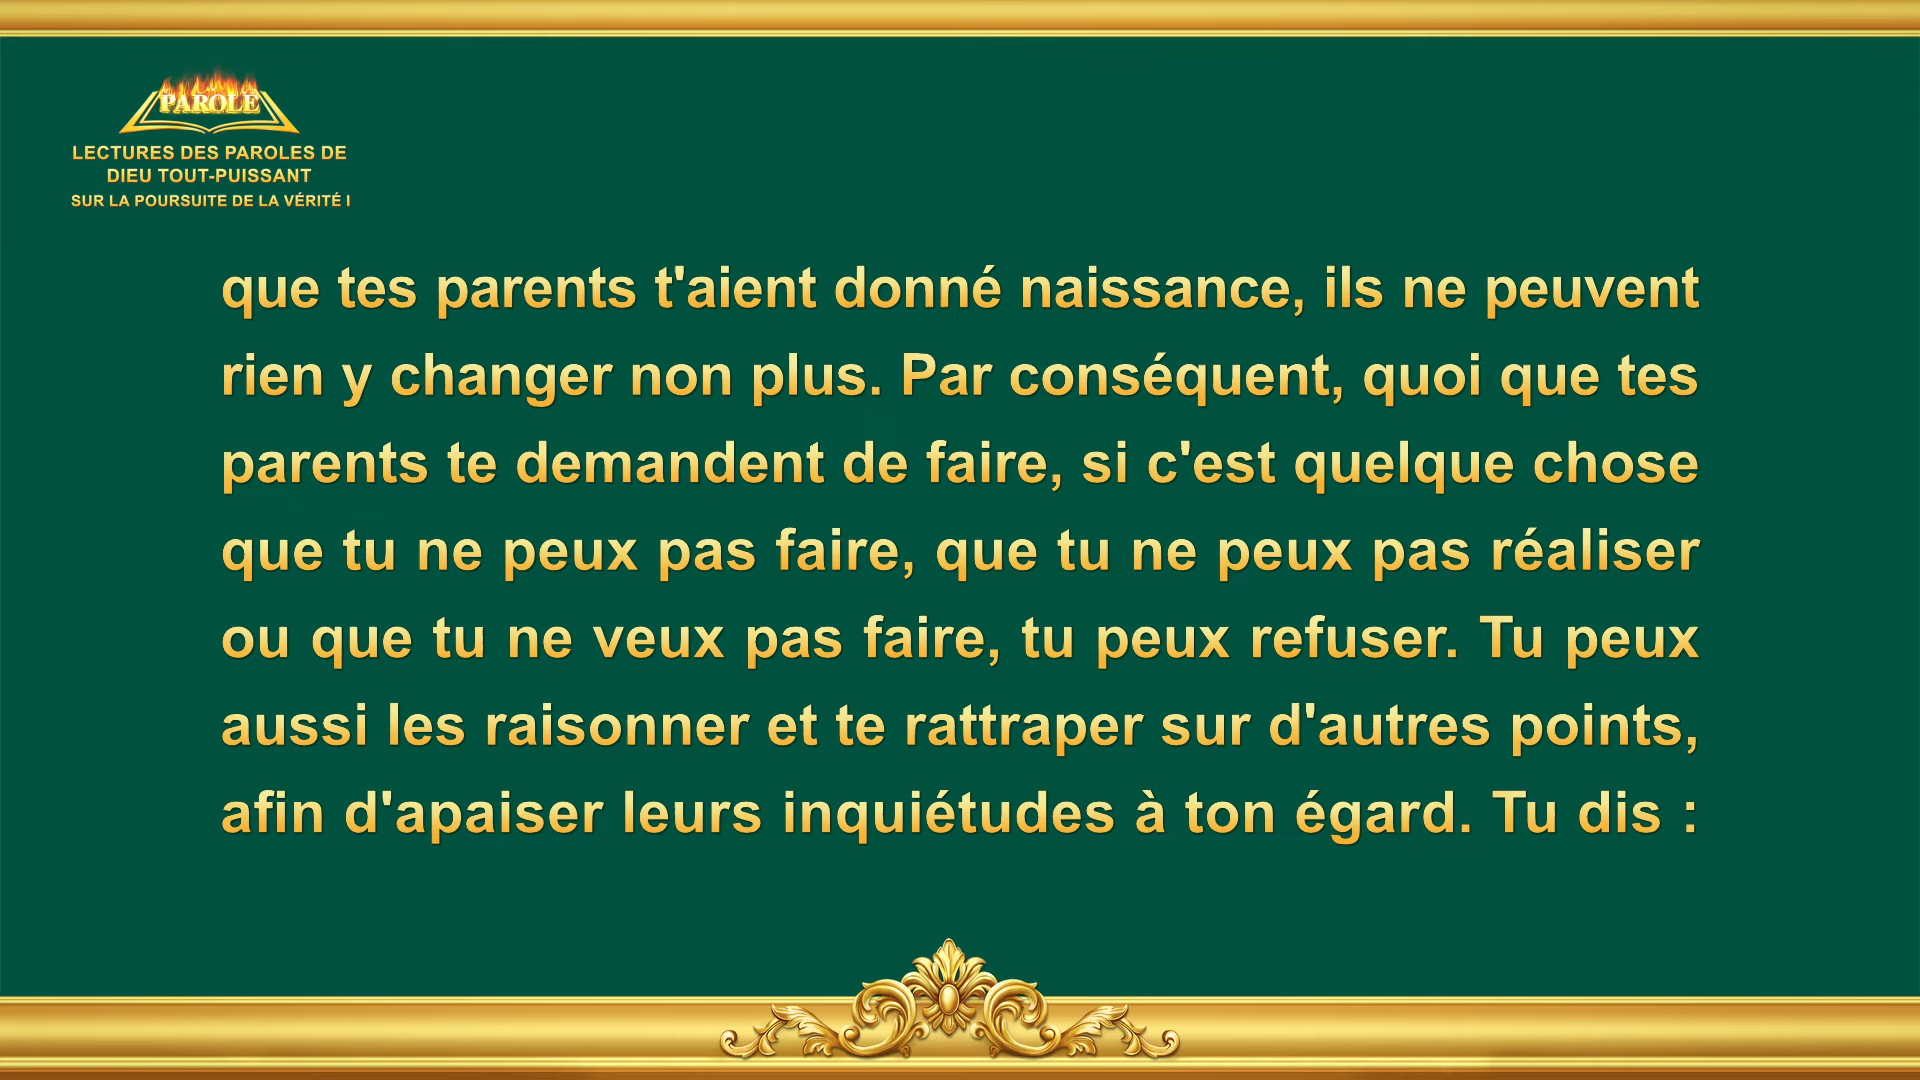 PAROLE
LECTURES DES PAROLES DE
DIEU TOUT-PUISSANT
SUR LA POURSUITE DE LA VÉRITÉ I
que tes parents t'aient donné naissance, ils ne peuvent
rien y changer non plus. Par conséquent, quoi que tes
parents te demandent de faire, si c'est quelque chose
que tu ne peux pas faire, que tu ne peux pas réaliser
ou que tu ne veux pas faire, tu peux refuser. Tu peux
aussi les raisonner et te rattraper sur d'autres points,
afin d'apaiser leurs inquiétudes à ton égard. Tu dis :